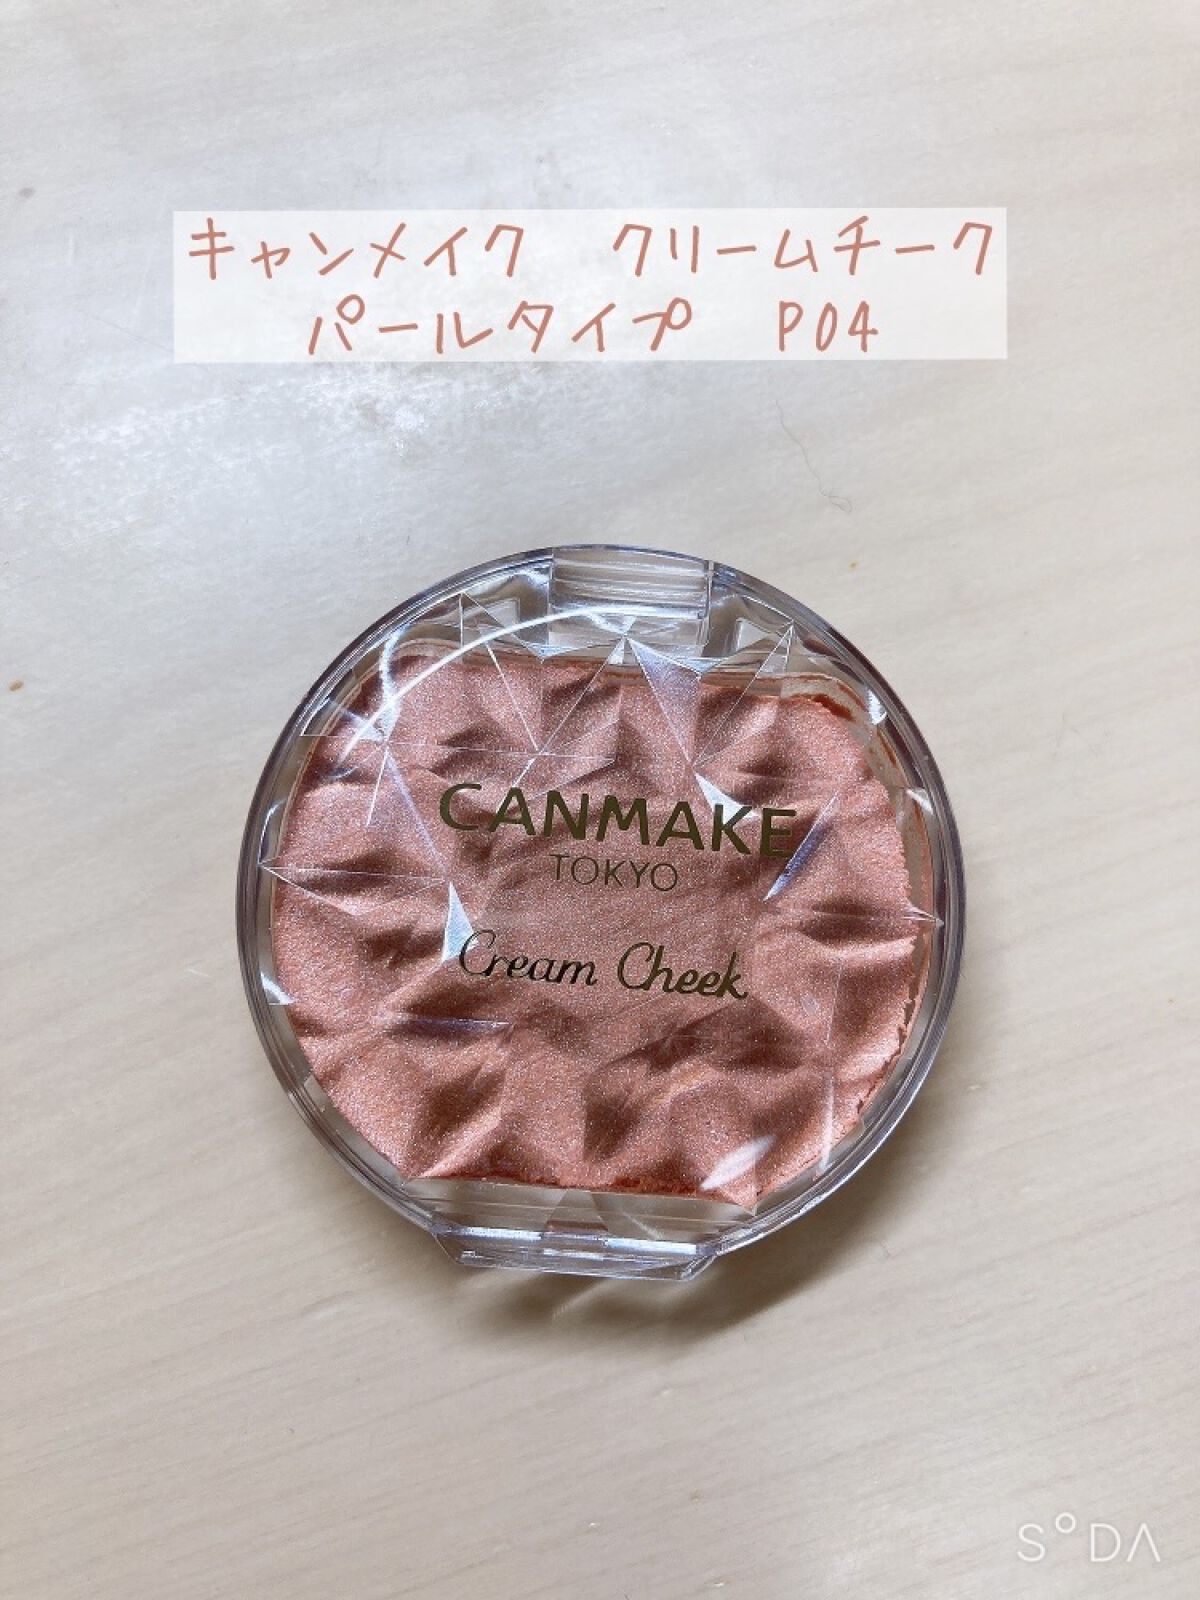 キャンメイク　クリームチーク
パールタイプ　P04
CANMAKE
TOKYO
Cream Cheek
SODA